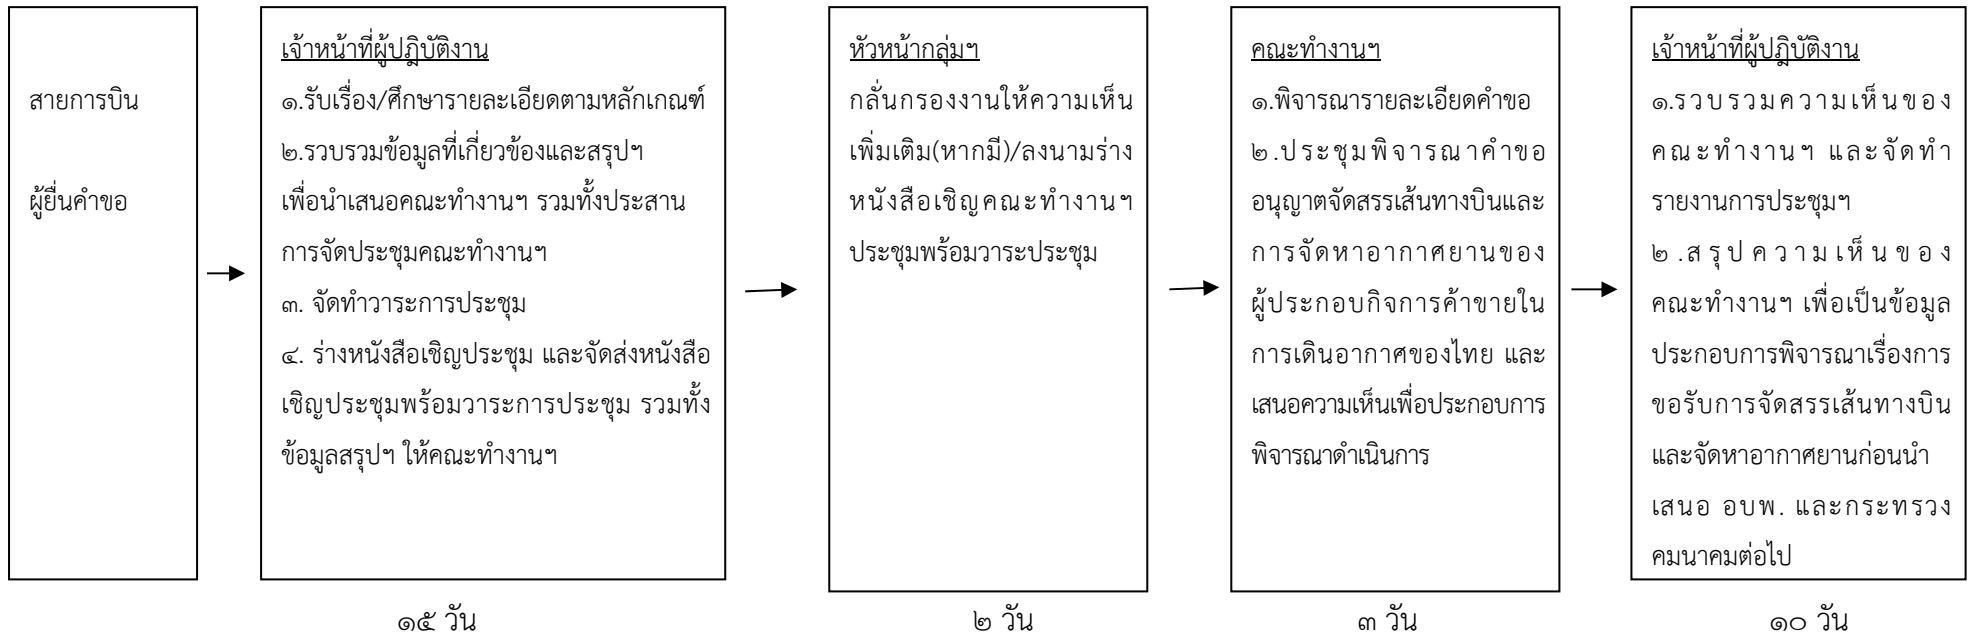 สายการบิน
ผู้ยื่นคำขอ
เจ้าหน้าที่ผู้ปฏิบัติงาน
๑.รับเรื่อง/ศึกษารายละเอียดตามหลักเกณฑ์
๒.รวบรวมข้อมูลที่เกี่ยวข้องและสรุปฯ
เพื่อนำเสนอคณะทำงานฯ รวมทั้งประสาน
การจัดประชุมคณะทำงานฯ
๓. จัดทำวาระการประชุม
๔. ร่างหนังสือเชิญประชุม และจัดส่งหนังสือ
เชิญประชุมพร้อมวาระการประชุม รวมทั้ง
ข้อมูลสรุปฯ ให้คณะทำงานฯ
๑๕ วัน
หัวหน้ากลุ่มฯ
กลั่นกรองงานให้ความเห็น
เพิ่มเติม(หากมี)/ลงนามร่าง
หนังสือเชิญคณะทำงานฯ
ประชุมพร้อมวาระประชุม
๒ วัน
คณะทำงานฯ
๑.พิจารณารายละเอียดคำขอ
๒.ประชุมพิจารณาคำขอ
อนุญาตจัดสรรเส้นทางบินและ
การจัดหาอากาศยานของ
ผู้ประกอบกิจการค้าขายใน
การเดินอากาศของไทย และ
เสนอความเห็นเพื่อประกอบการ
พิจารณาดำเนินการ
๓ วัน
เจ้าหน้าที่ผู้ปฏิบัติงาน
๑.รวบรวมความเห็นของ
คณะทำงานฯ และจัดทำ
รายงานการประชุมฯ
๒.สรุปความเห็นของ
คณะทำงานฯ เพื่อเป็นข้อมูล
ประกอบการพิจารณาเรื่องการ
ขอรับการจัดสรรเส้นทางบิน
และจัดหาอากาศยานก่อนนำ
เสนอ อบพ. และกระทรวง
คมนาคมต่อไป
๑๐ วัน